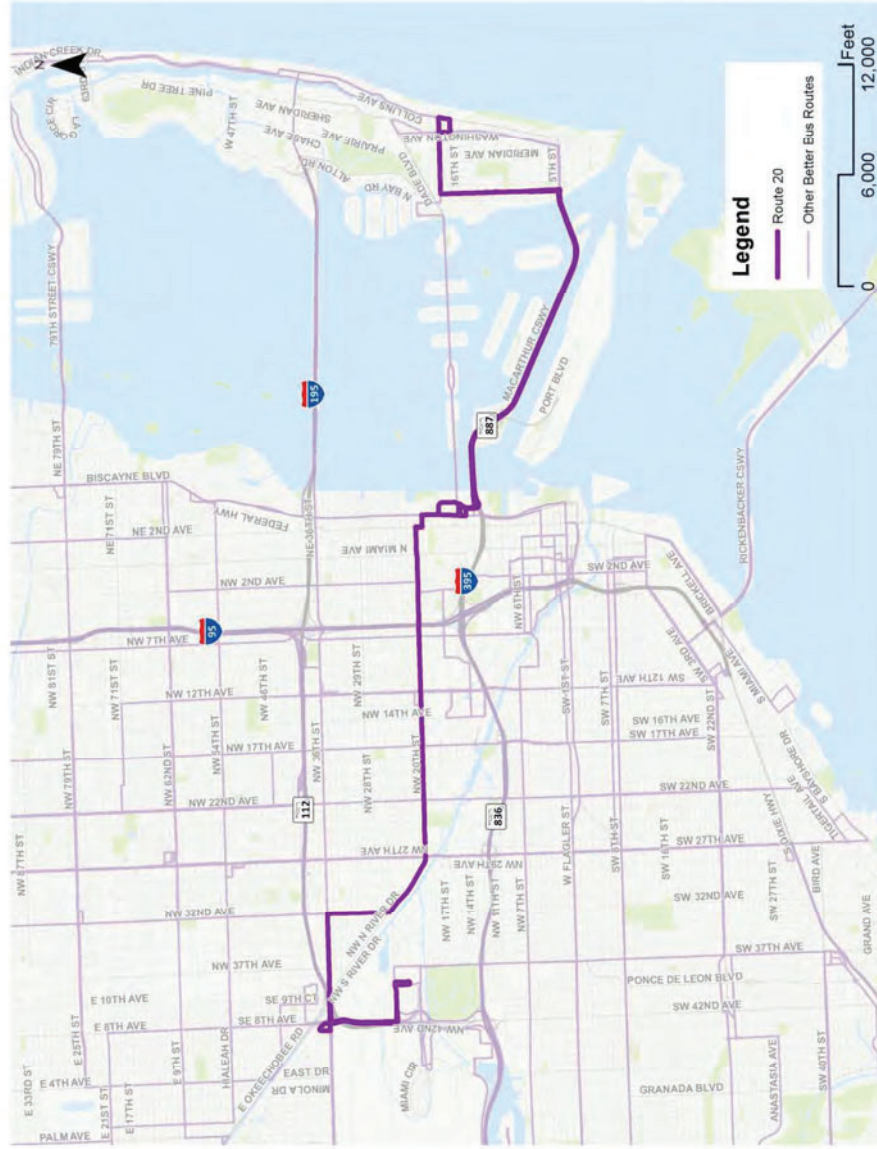 INDIAN CREEK DR
N
63RD
LA GORCE CIR
PINE TREE DR
W 47TH ST
COLLINS AVE
SHERIDAN AVE
PRAIRIE AVE
CHASE AVE
ALTON RD
N BAY RD
DADE BLVD
WASHINGTON AVE
16TH ST
MERIDIAN AVE
5TH ST
79TH STREET CSWY
195
MACARTHUR CSWY
PORT BLVD
887
RICKENBACKER CSWY
NE 79TH ST
BISCAYNE BLVD
NE 71ST ST
NE 2ND AVE
FEDERAL HWY
NE 36TH ST
N MIAMI AVE
NW 2ND AVE
395
95
NW 7TH AVE
NW 6TH ST
SW 2ND AVE
BRICKELL AVE
SW 3RD AVE
S MIAMI AVE
NW 81ST ST
NW 79TH ST
NW 71ST ST
NW 62ND ST
NW 54TH ST
NW 46TH ST
NW 36TH ST
NW 29TH ST
NW 28TH ST
NW 20TH ST
NW 12TH AVE
NW 14TH AVE
NW 17TH AVE
NW 22ND AVE
SW 12TH AVE
SW 1ST ST
SW 7TH ST
SW 16TH AVE
SW 17TH AVE
SW 22ND ST
SW 22ND AVE
S BAYSHORE DR
TIGERTAIL AVE
S DIXIE HWY
112
836
NW 87TH ST
NW 27TH AVE
NW 29TH AVE
NW 32ND AVE
NW N RIVER DR
NW S RIVER DR
NW 17TH ST
NW 14TH ST
NW 11TH ST
NW 7TH ST
W FLAGLER ST
SW 8TH ST
SW 16TH ST
SW 27TH AVE
SW 27TH ST
BIRD AVE
SW 32ND AVE
GRAND AVE
NW 37TH AVE
SW 37TH AVE
PONCE DE LEON BLVD
SW 42ND AVE
NW 42ND AVE
E 10TH AVE
SE 9TH CT
E 8TH AVE
SE 8TH AVE
E 33RD ST
E 25TH ST
E 21ST ST
E 17TH ST
E 9TH ST
HIALEAH DR
E 4TH AVE
PALM AVE
E OKEECHOBEE RD
EAST DR
MINOLA DR
MIAMI CIR
GRANADA BLVD
ANASTASIA AVE
SW 40TH ST
Legend
Route 20
Other Better Eus Routes
0 6,000 12,000
Feet